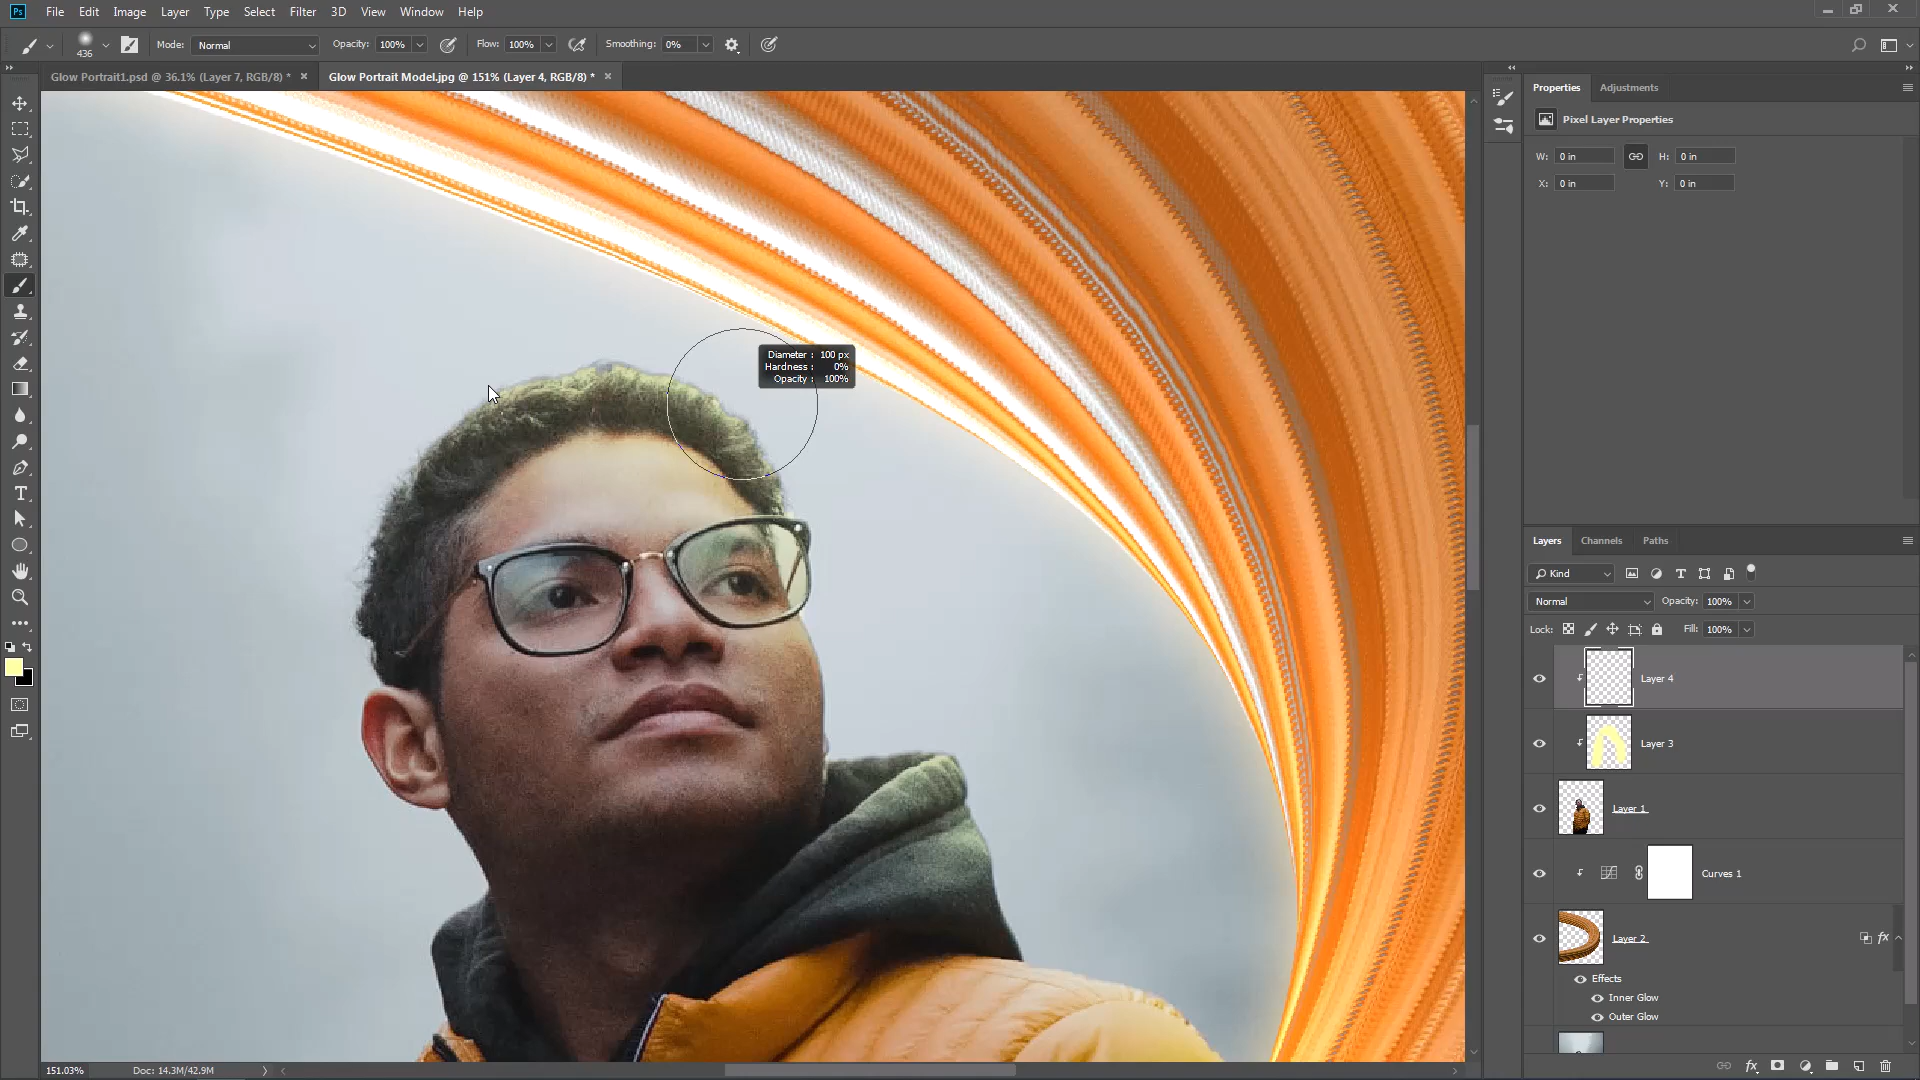 Ps File Edit Image Layer Type Select Filter 3D View Window Help
436 Mode: Normal Opacity: 100% Flow: 100% Smoothing: 0%
Glow Portrait1.psd @ 36.1% (Layer 7, RGB/8) * × Glow Portrait Model.jpg @ 151% (Layer 4, RGB/8) * ×
Properties Adjustments
Pixel Layer Properties
W: 0 in H: 0 in
X: 0 in Y: 0 in
Diameter : 100 px
Hardness : 0%
Opacity : 100%
Layers Channels Paths
Kind
Normal Opacity: 100%
Lock: Fill: 100%
Layer 4
Layer 3
Layer 1
Curves 1
Layer 2 fx
Effects
Inner Glow
Outer Glow
151.03% Doc: 14.3M/42.9M
fx